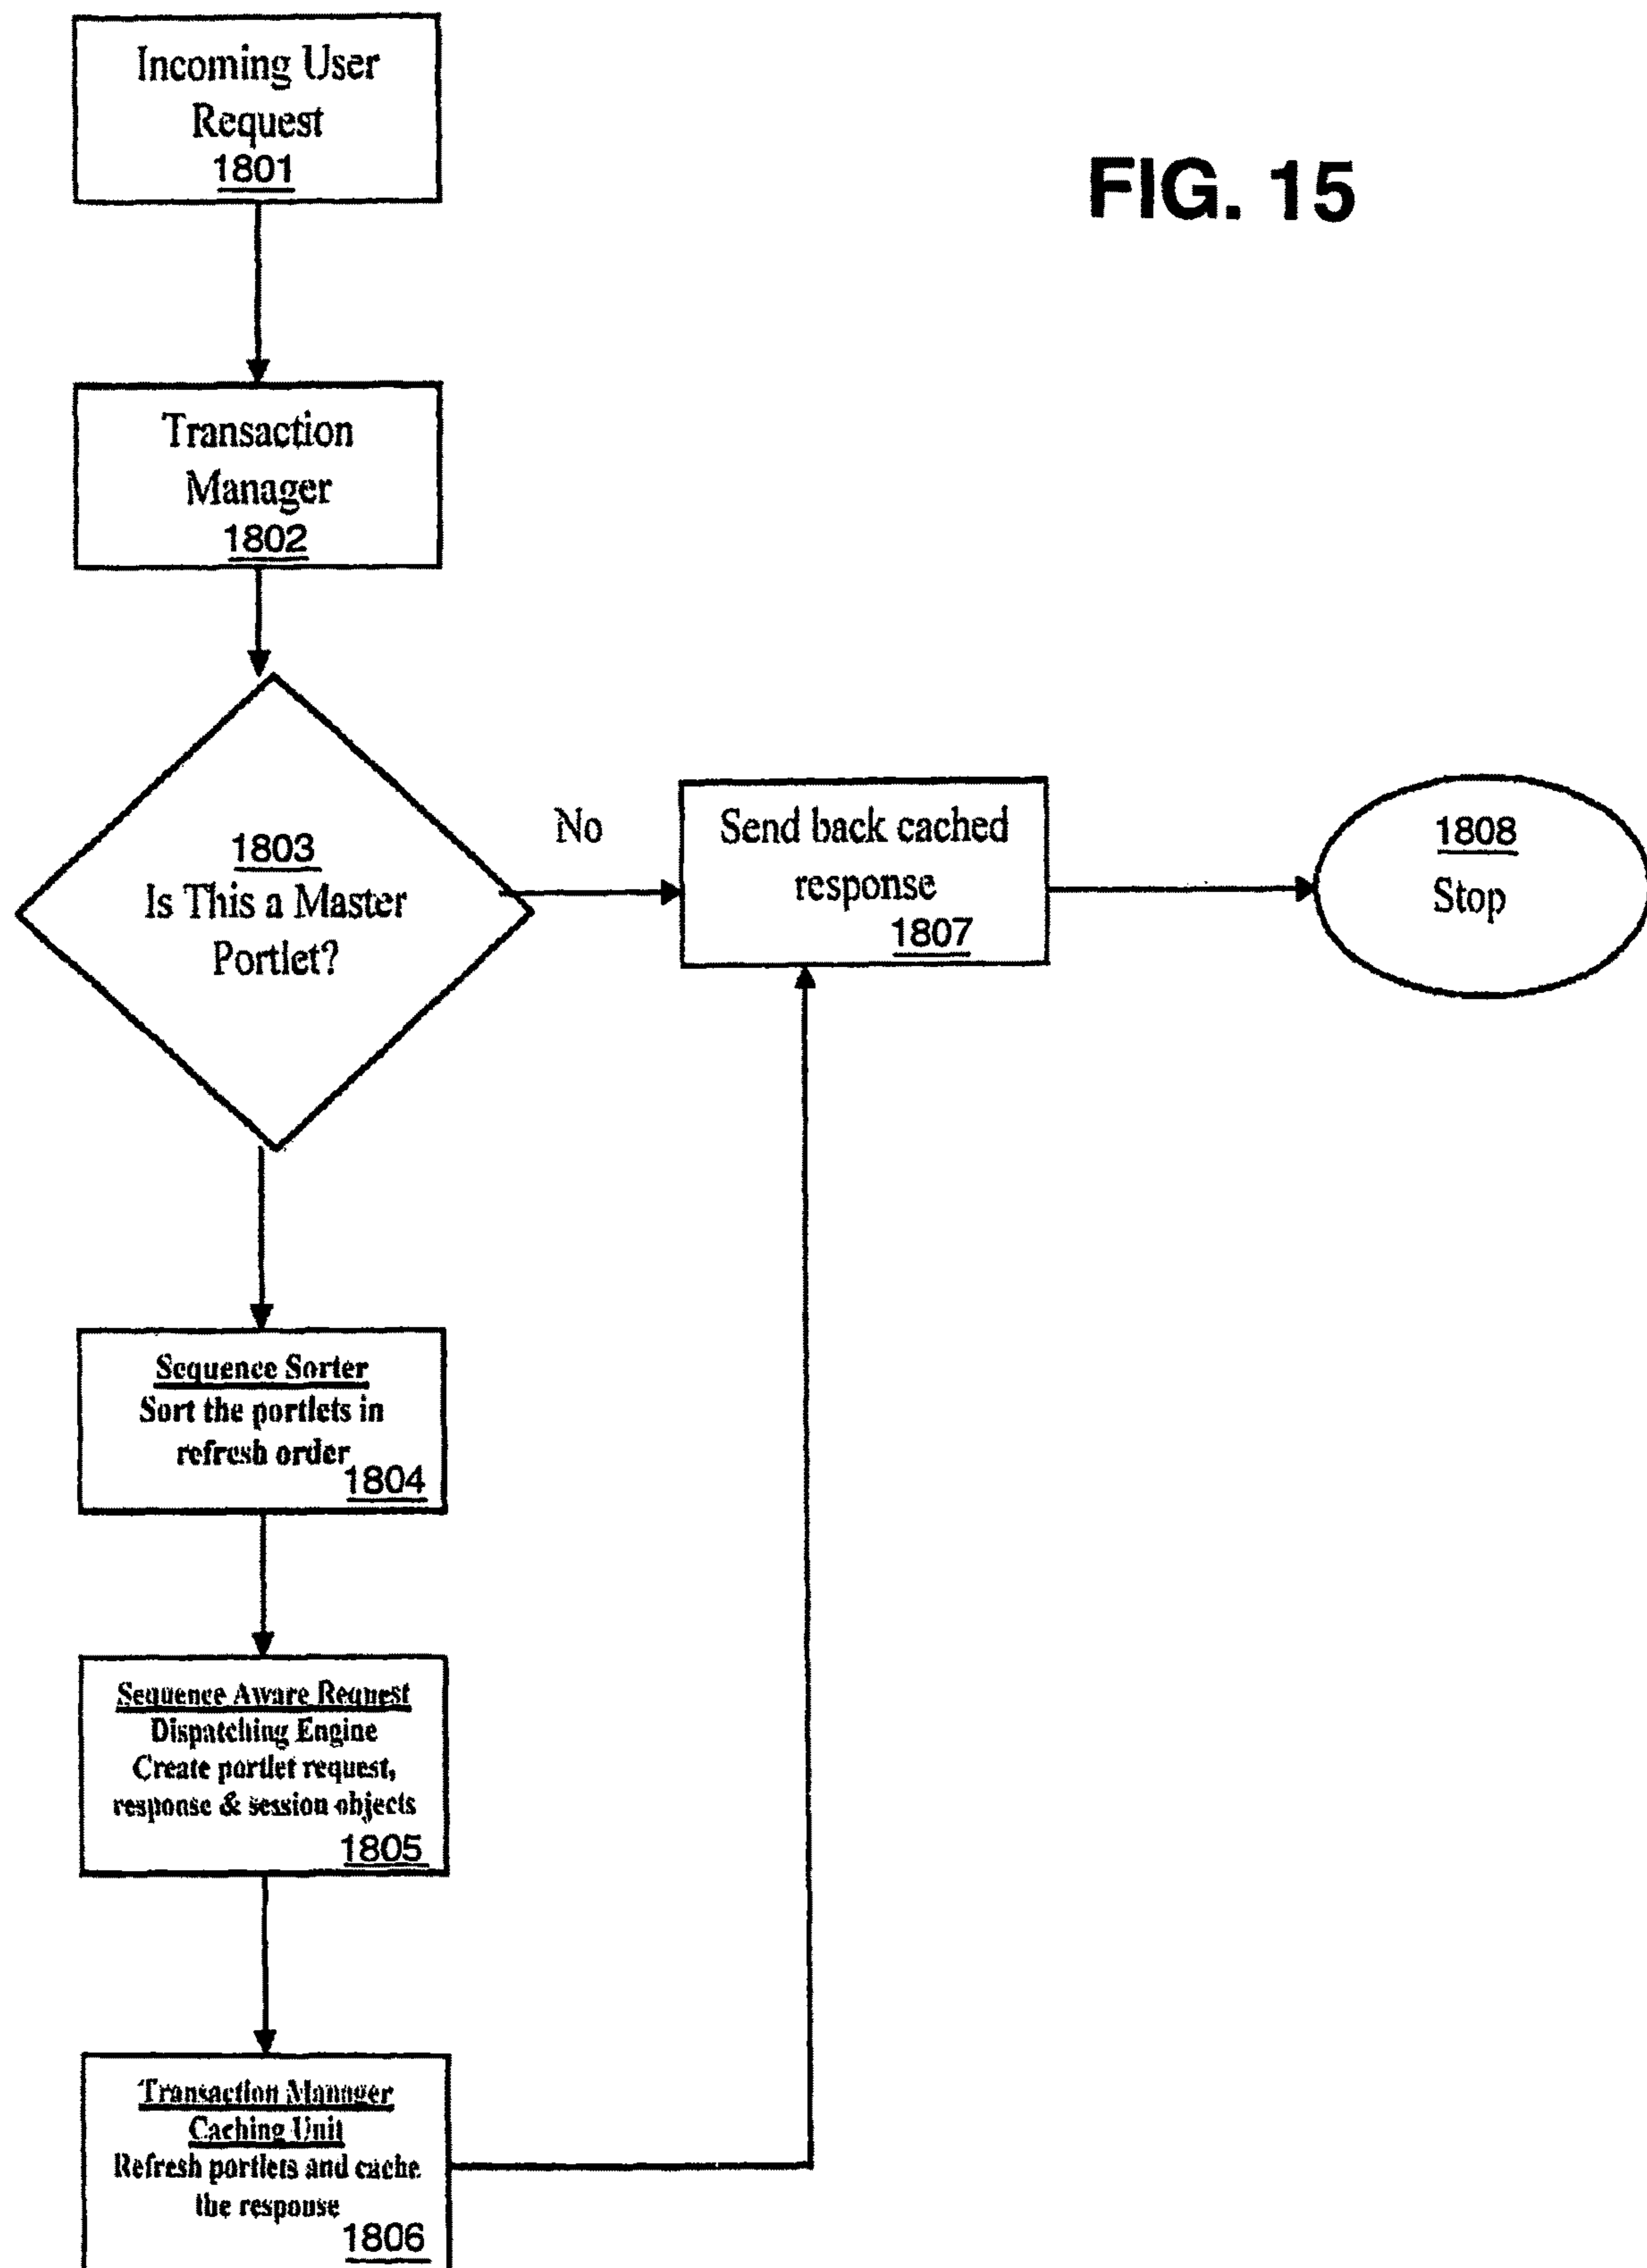 Incoming User
Request
1801
FIG. 15
Transaction
Manager
1802
1803
Is This a Master
Portlet?
No
Send back cached
response
1807
1808
Stop
Sequence Sorter
Sort the portlets in
refresh order
1804
Sequence Aware Request
Dispatching Engine
Create portlet request,
response & session objects
1805
Transaction Manager
Caching Unit
Refresh portlets and cache
the response
1806